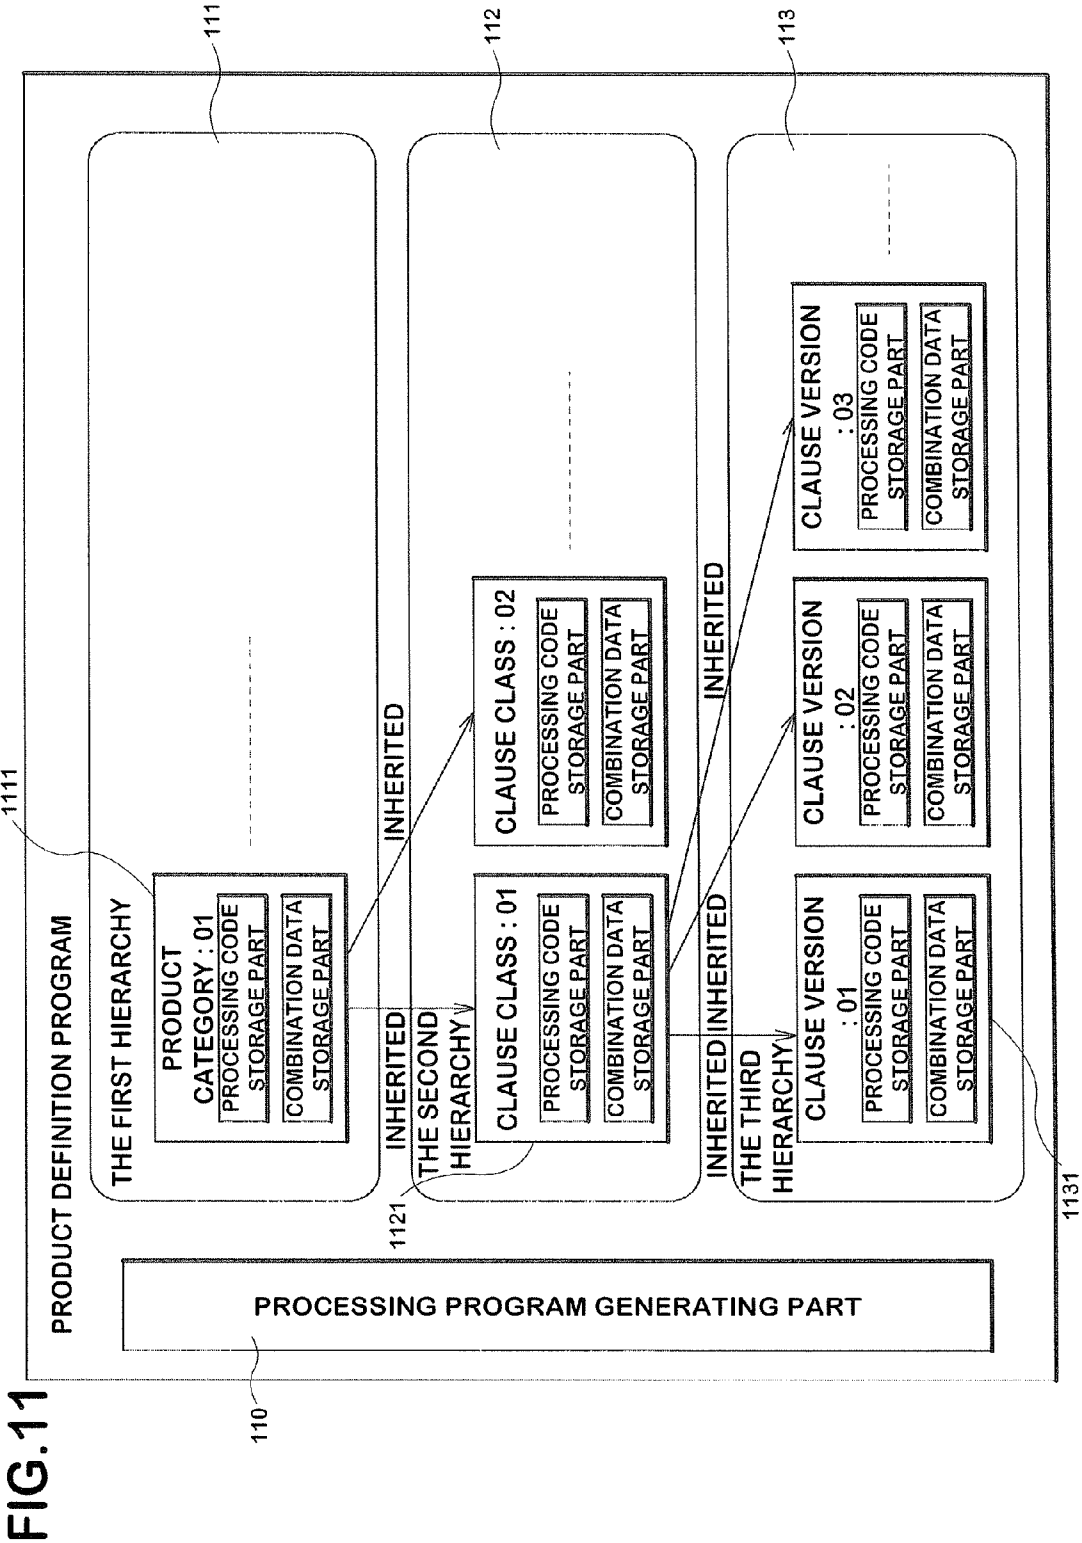 FIG.11
PRODUCT DEFINITION PROGRAM
111
THE FIRST HIERARCHY
1111
PRODUCT
CATEGORY : 01
PROCESSING CODE
STORAGE PART
COMBINATION DATA
STORAGE PART
INHERITED
INHERITED
112
THE SECOND
HIERARCHY
1121
CLAUSE CLASS : 01
PROCESSING CODE
STORAGE PART
COMBINATION DATA
STORAGE PART
CLAUSE CLASS : 02
PROCESSING CODE
STORAGE PART
COMBINATION DATA
STORAGE PART
INHERITED
INHERITED
INHERITED
113
THE THIRD
HIERARCHY
CLAUSE VERSION
: 01
PROCESSING CODE
STORAGE PART
COMBINATION DATA
STORAGE PART
1131
CLAUSE VERSION
: 02
PROCESSING CODE
STORAGE PART
COMBINATION DATA
STORAGE PART
CLAUSE VERSION
: 03
PROCESSING CODE
STORAGE PART
COMBINATION DATA
STORAGE PART
PROCESSING PROGRAM GENERATING PART
110